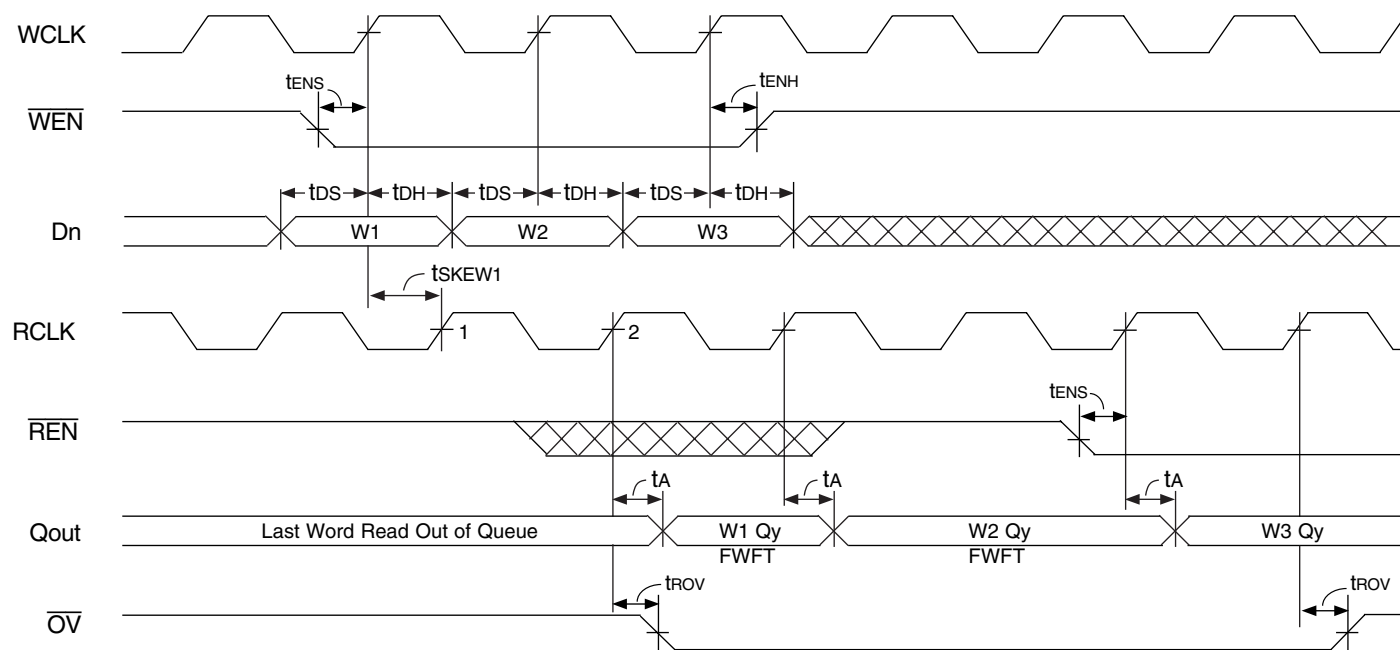 WCLK
tENS
tENH
WEN
tDS tDH tDS tDH tDS tDH
Dn W1 W2 W3
tSKEW1
RCLK 1 2
tENS
REN
tA tA tA
Qout Last Word Read Out of Queue W1 Qy W2 Qy W3 Qy
FWFT FWFT
tROV tROV
OV